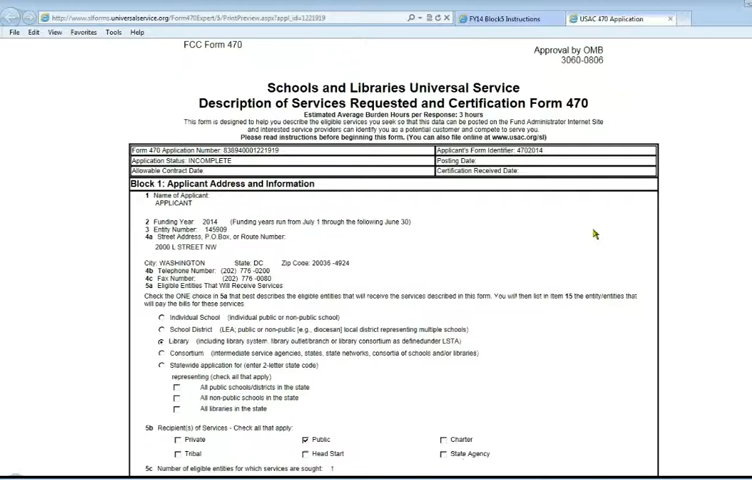 http://www.slforms.universalservice.org/Form470Expert/3/PrintPreview.aspx?appl_id=1221919
FY14 Block5 Instructions
USAC 470 Application
File Edit View Favorites Tools Help
FCC Form 470
Approval by OMB
3060-0806
Schools and Libraries Universal Service
Description of Services Requested and Certification Form 470
Estimated Average Burden Hours per Response: 3 hours
This form is designed to help you describe the eligible services you seek so that this data can be posted on the Fund Administrator Internet Site
and interested service providers can identify you as a potential customer and compete to serve you.
Please read instructions before beginning this form. (You can also file online at www.usac.org/sl)
Form 470 Application Number: 838940001221919
Applicant's Form Identifier: 4702014
Application Status: INCOMPLETE
Posting Date:
Allowable Contract Date:
Certification Received Date:
Block 1: Applicant Address and Information
1 Name of Applicant:
APPLICANT
2 Funding Year 2014 (Funding years run from July 1 through the following June 30)
3 Entity Number: 145909
4a Street Address, P.O.Box, or Route Number:
2000 L STREET NW
City: WASHINGTON State: DC Zip Code: 20036 -4924
4b Telephone Number: (202) 776 -0200
4c Fax Number: (202) 776 -0080
5a Eligible Entities That Will Receive Services
Check the ONE choice in 5a that best describes the eligible entities that will receive the services described in this form. You will then list in Item 15 the entity/entities that
will pay the bills for these services
Individual School (individual public or non-public school)
School District (LEA; public or non-public [e.g., diocesan] local district representing multiple schools)
Library (including library system, library outlet/branch or library consortium as definedunder LSTA)
Consortium (intermediate service agencies, states, state networks, consortia of schools and/or libraries)
Statewide application for (enter 2-letter state code)
representing (check all that apply)
All public schools/districts in the state
All non-public schools in the state
All libraries in the state
5b Recipient(s) of Services - Check all that apply:
Private Public Charter
Tribal Head Start State Agency
5c Number of eligible entities for which services are sought: 1